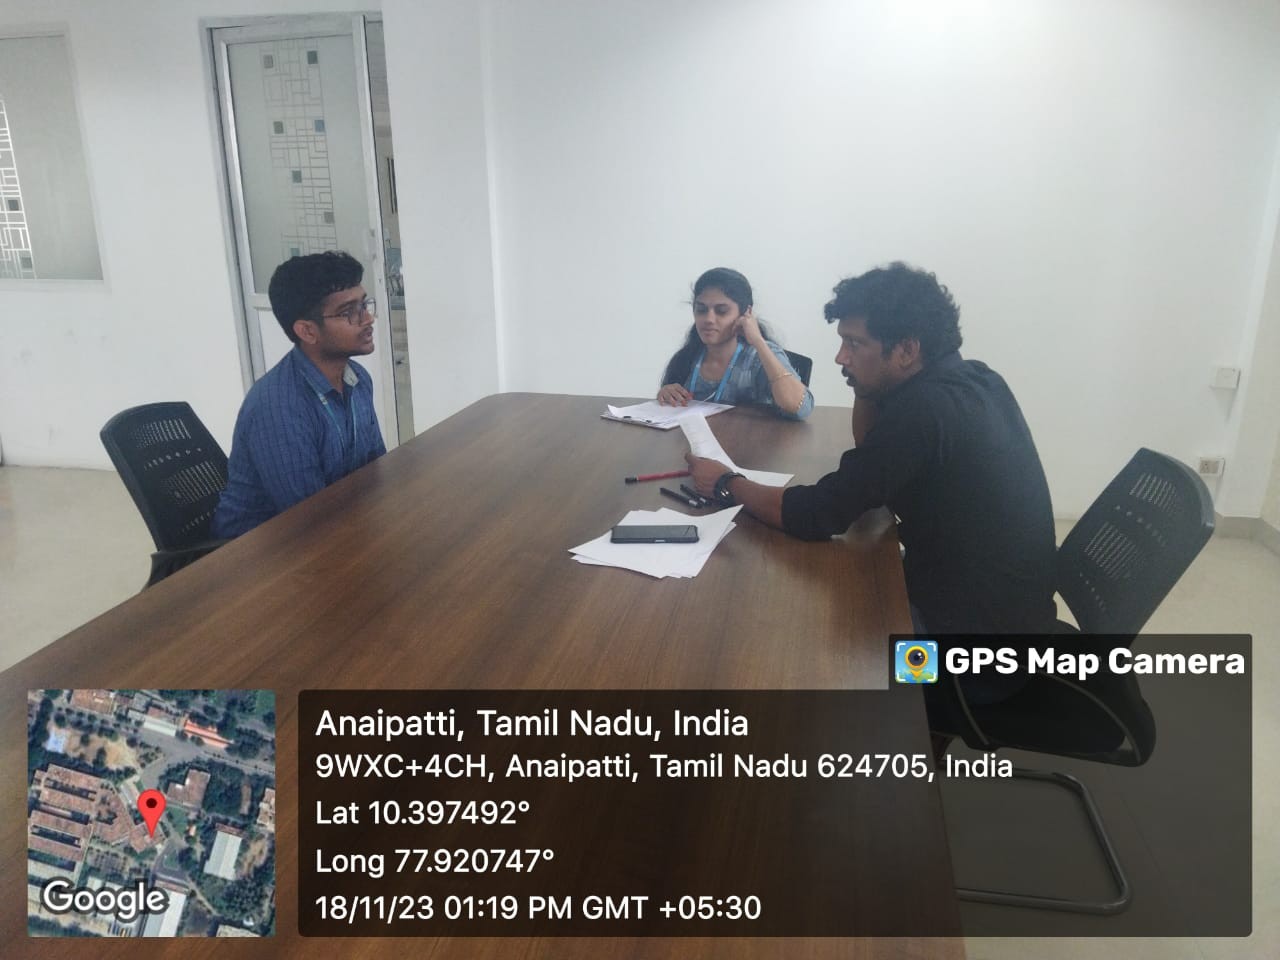 GPS Map Camera
Anaipatti, Tamil Nadu, India
9WXC+4CH, Anaipatti, Tamil Nadu 624705, India
Lat 10.397492°
Long 77.920747°
18/11/23 01:19 PM GMT +05:30
Google